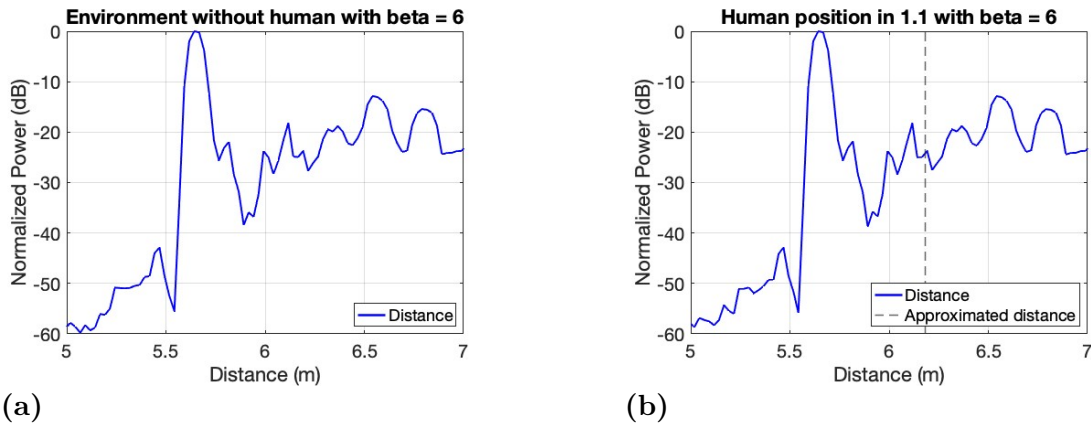 Environment without human with beta = 6
Normalized Power (dB)
0
-10
-20
-30
-40
-50
-60
5
5.5
6
6.5
7
Distance (m)
Distance
(a)
Human position in 1.1 with beta = 6
Normalized Power (dB)
0
-10
-20
-30
-40
-50
-60
5
5.5
6
6.5
7
Distance (m)
Distance
Approximated distance
(b)